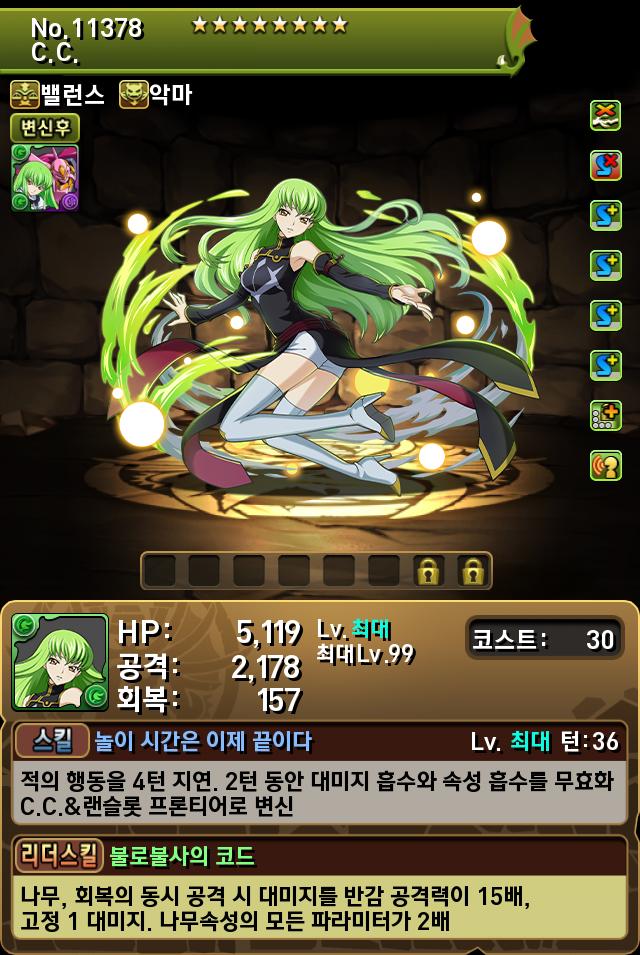 No.11378
C.C.
밸런스 악마
변신후
HP: 5,119
공격: 2,178
회복: 157
Lv.최대
최대Lv.99
코스트: 30
스킬 놀이 시간은 이제 끝이다 Lv. 최대 턴:36
적의 행동을 4턴 지연. 2턴 동안 대미지 흡수와 속성 흡수를 무효화
C.C.&랜슬롯 프론티어로 변신
리더스킬 불로불사의 코드
나무, 회복의 동시 공격 시 대미지를 반감 공격력이 15배,
고정 1 대미지. 나무속성의 모든 파라미터가 2배